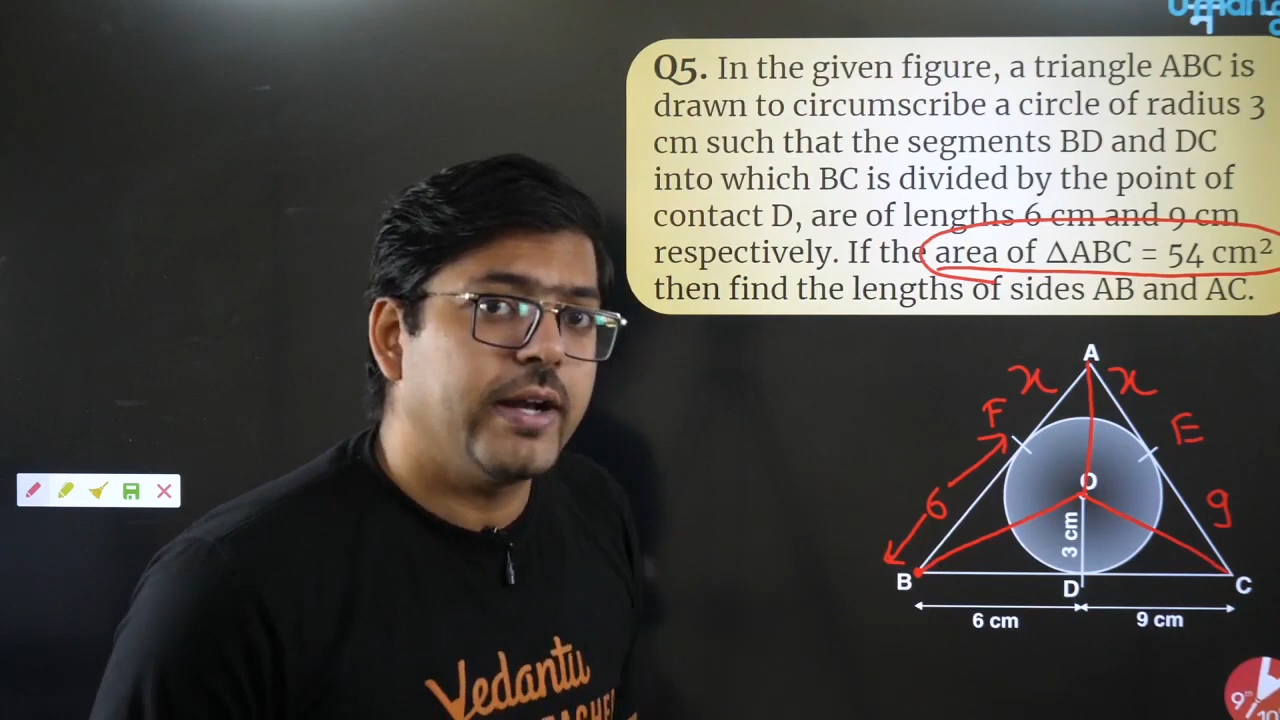 Umang
Q5. In the given figure, a triangle ABC is
drawn to circumscribe a circle of radius 3
cm such that the segments BD and DC
into which BC is divided by the point of
contact D, are of lengths 6 cm and 9 cm
respectively. If the area of ΔABC = 54 cm²
then find the lengths of sides AB and AC.
A
x x
F E
O
6 9
3 cm
B D C
6 cm 9 cm
Vedantu
9th